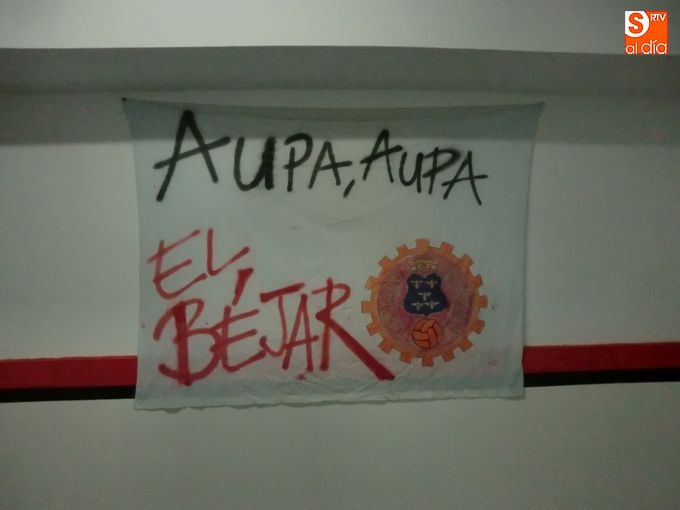 S RTV
al día
AUPA, AUPA
EL
BÉJAR